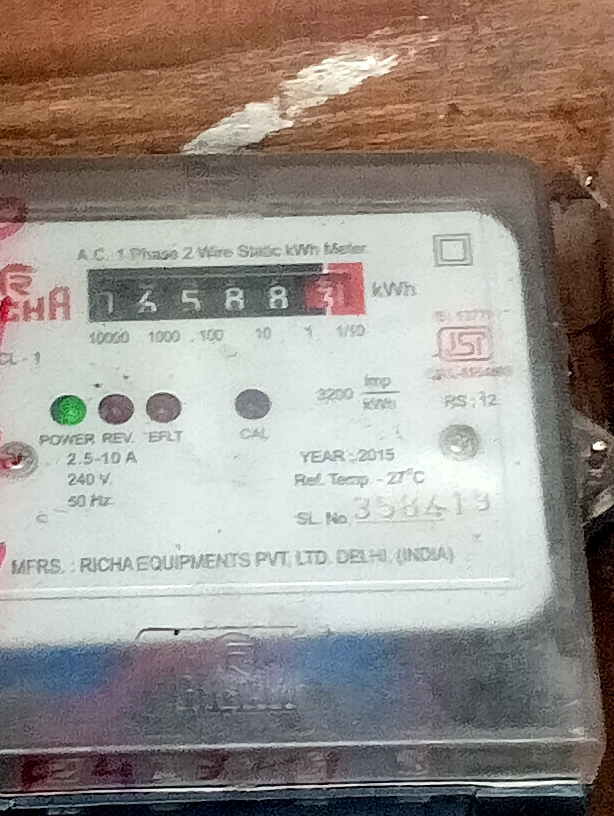 A.C. 1 Phase 2 Wire Static kWh Meter
RICHA
kWh
10000 1000 100 10 1 1/10
CL - 1
3200 Imp
kWh
RS : 12
POWER REV. EFLT CAL
2.5-10 A
YEAR : 2015
240 V.
Ref. Temp - 27°C
50 Hz.
SL. No.
MFRS. : RICHA EQUIPMENTS PVT. LTD. DELHI. (INDIA)